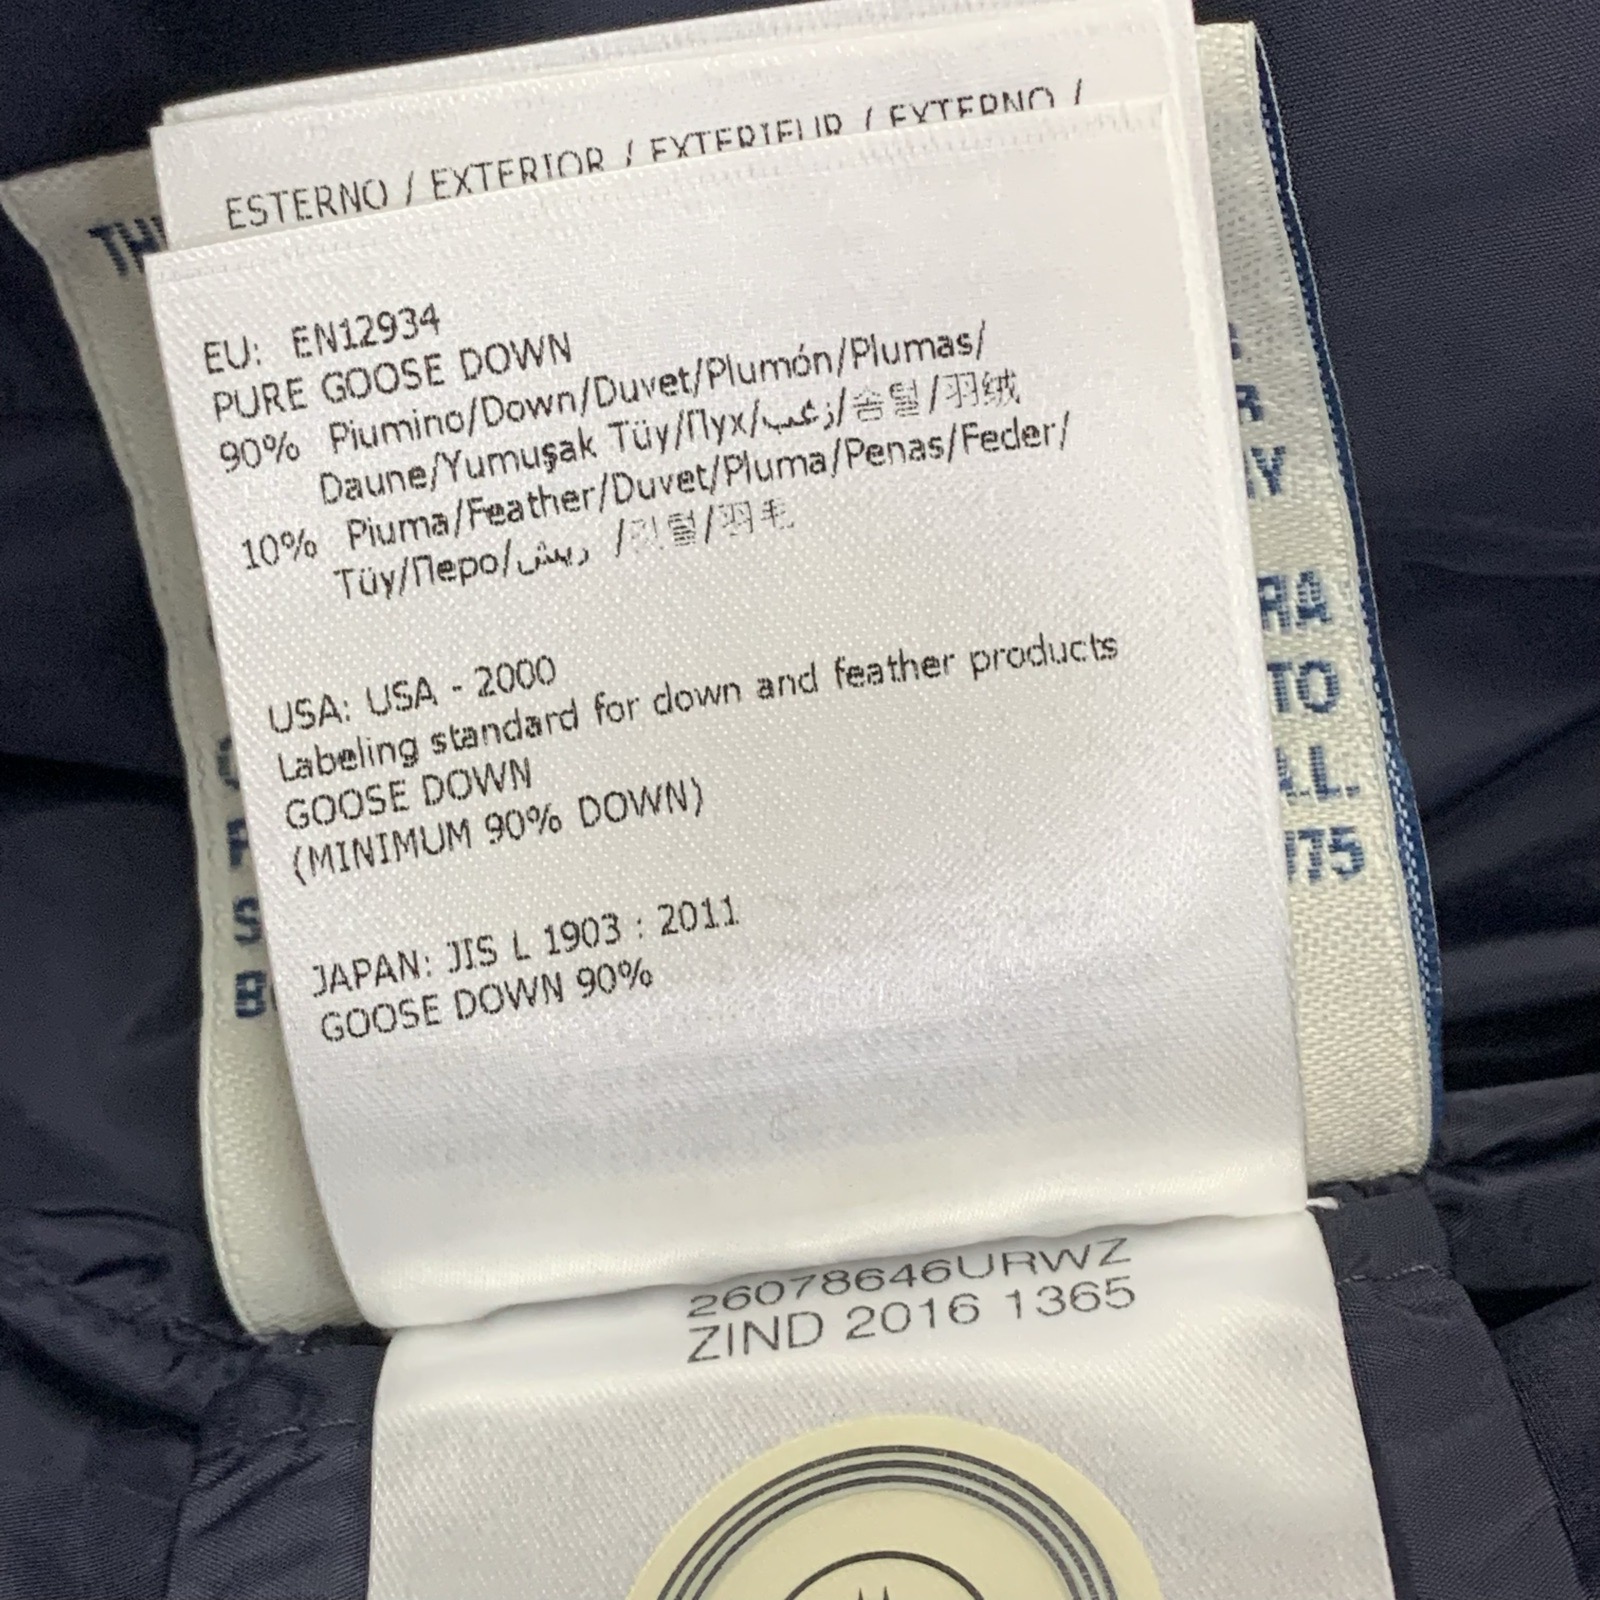 ESTERNO / EXTERIOR / EXTERIEUR / EXTERNO /
EU: EN12934
PURE GOOSE DOWN
90% Piumino/Down/Duvet/Plumón/Plumas/
Daune/Yumuşak Tüy/Пух/زغب/솜털/羽绒
10% Piuma/Feather/Duvet/Pluma/Penas/Feder/
Tüy/Перо/ريش /깃털/羽毛
USA: USA - 2000
Labeling standard for down and feather products
GOOSE DOWN
(MINIMUM 90% DOWN)
JAPAN: JIS L 1903 : 2011
GOOSE DOWN 90%
26078646URWZ
ZIND 2016 1365
RA
TO